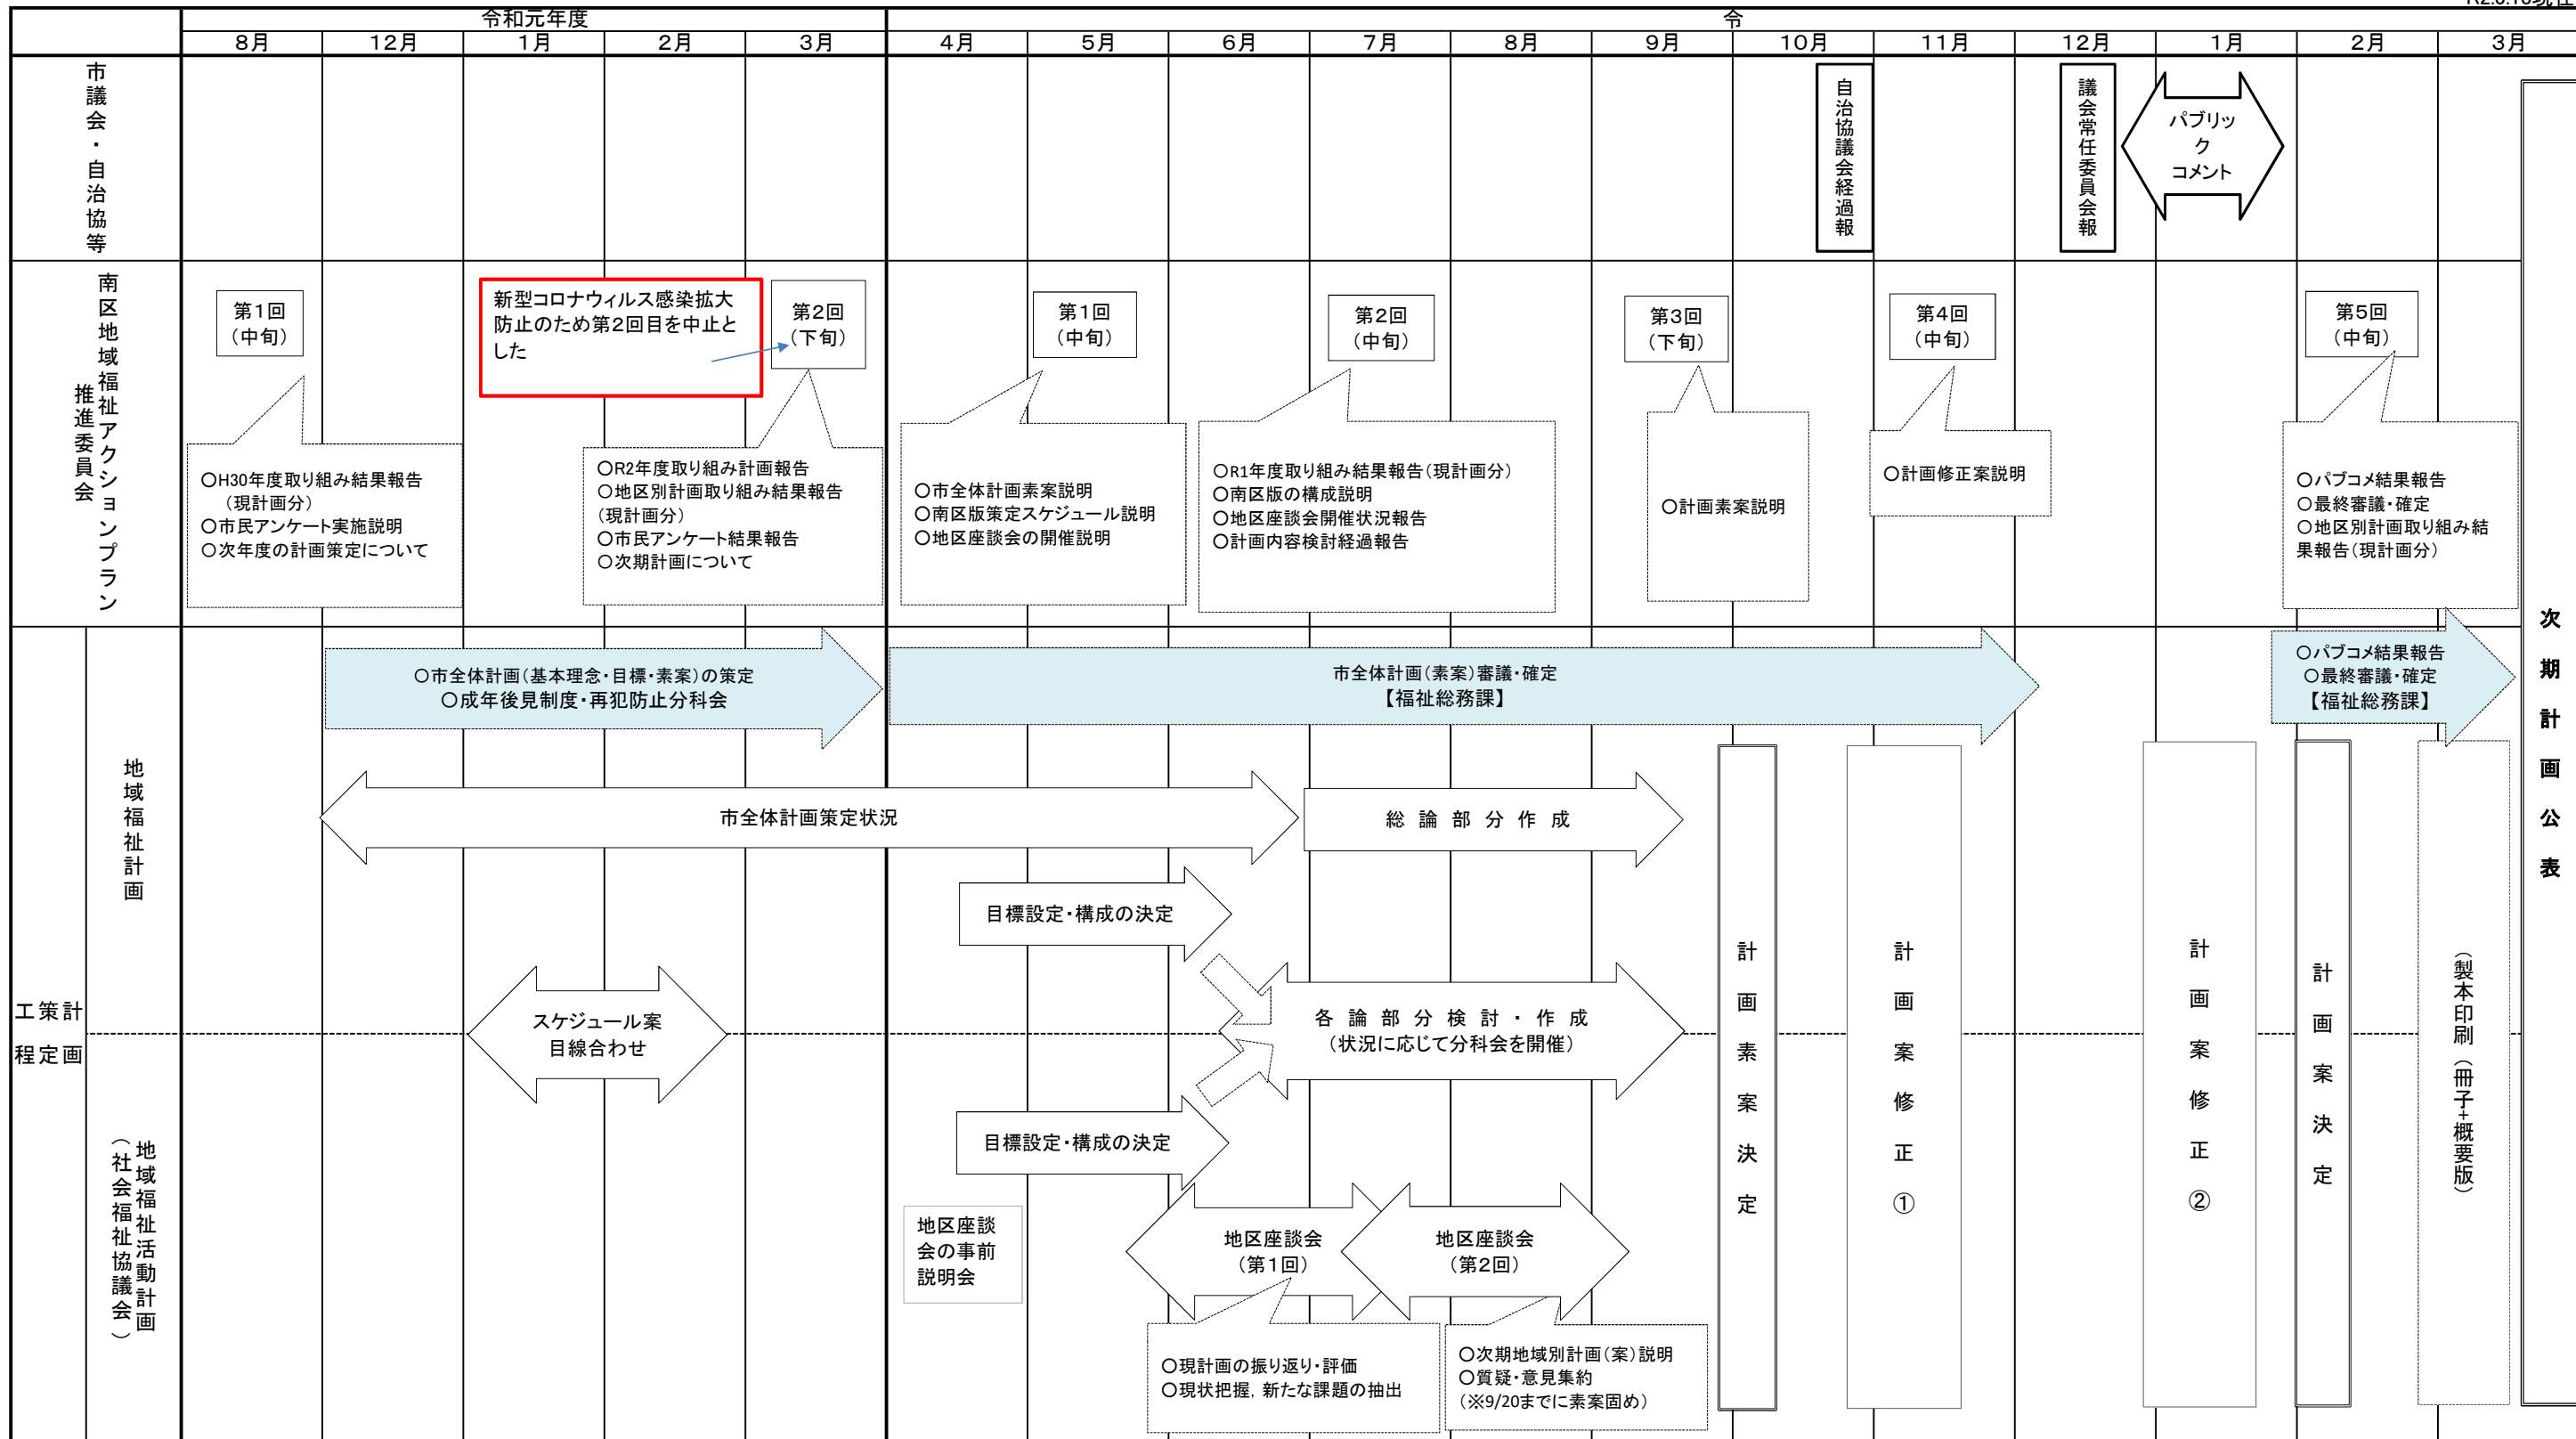 令和元年度
令
8月 12月 1月 2月 3月 4月 5月 6月 7月 8月 9月 10月 11月 12月 1月 2月 3月
市議会・自治協等
自治協議会経過報
議会常任委員会報
パブリッ
ク
コメント
南区地域福祉アクションプラン
推進委員会
第1回
（中旬）
新型コロナウィルス感染拡大
防止のため第2回目を中止と
した
第2回
（下旬）
第1回
（中旬）
第2回
（中旬）
第3回
（下旬）
第4回
（中旬）
第5回
（中旬）
○H30年度取り組み結果報告
（現計画分）
○市民アンケート実施説明
○次年度の計画策定について
○R2年度取り組み計画報告
○地区別計画取り組み結果報告
（現計画分）
○市民アンケート結果報告
○次期計画について
○市全体計画素案説明
○南区版策定スケジュール説明
○地区座談会の開催説明
○R1年度取り組み結果報告（現計画分）
○南区版の構成説明
○地区座談会開催状況報告
○計画内容検討経過報告
○計画素案説明
○計画修正案説明
○パブコメ結果報告
○最終審議・確定
○地区別計画取り組み結
果報告（現計画分）
次期計画公表
計画
策定
工程
地域福祉計画
○市全体計画（基本理念・目標・素案）の策定
○成年後見制度・再犯防止分科会
市全体計画（素案）審議・確定
【福祉総務課】
○パブコメ結果報告
○最終審議・確定
【福祉総務課】
市全体計画策定状況
総論部分作成
目標設定・構成の決定
スケジュール案
目線合わせ
各論部分検討・作成
（状況に応じて分科会を開催）
計画素案決定
計画案修正①
計画案修正②
計画案決定
（製本印刷（冊子+概要版）
地域福祉活動計画
（社会福祉協議会）
目標設定・構成の決定
地区座談
会の事前
説明会
地区座談会
（第1回）
地区座談会
（第2回）
○現計画の振り返り・評価
○現状把握，新たな課題の抽出
○次期地域別計画（案）説明
○質疑・意見集約
（※9/20までに素案固め）